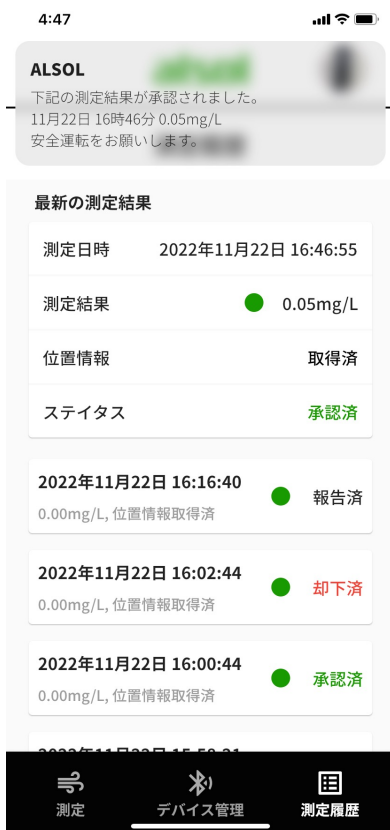 4:47
ALSOL
下記の測定結果が承認されました。
11月22日 16時46分 0.05mg/L
安全運転をお願いします。
最新の測定結果
測定日時 2022年11月22日 16:46:55
測定結果 0.05mg/L
位置情報 取得済
ステイタス 承認済
2022年11月22日 16:16:40
0.00mg/L, 位置情報取得済
報告済
2022年11月22日 16:02:44
0.00mg/L, 位置情報取得済
却下済
2022年11月22日 16:00:44
0.00mg/L, 位置情報取得済
承認済
測定 デバイス管理 測定履歴